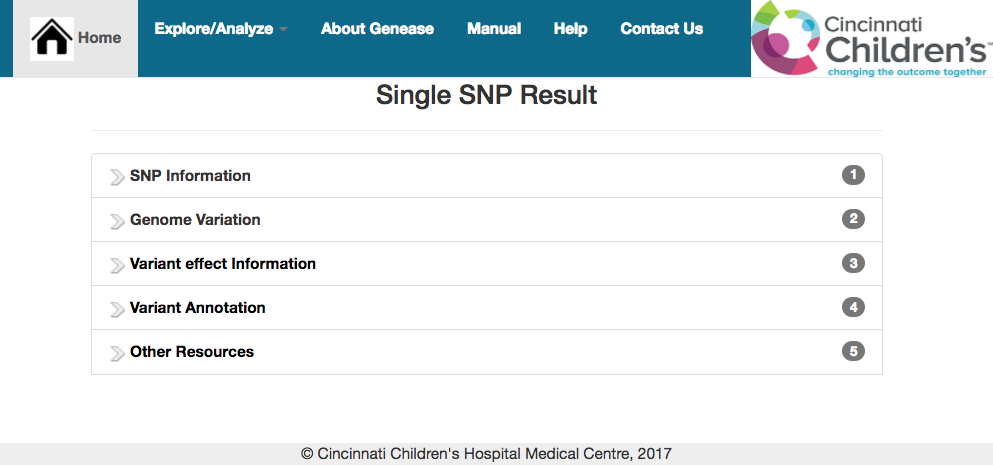 Home Explore/Analyze About Genease Manual Help Contact Us
Cincinnati
Children's™
changing the outcome together
Single SNP Result
SNP Information 1
Genome Variation 2
Variant effect Information 3
Variant Annotation 4
Other Resources 5
© Cincinnati Children's Hospital Medical Centre, 2017